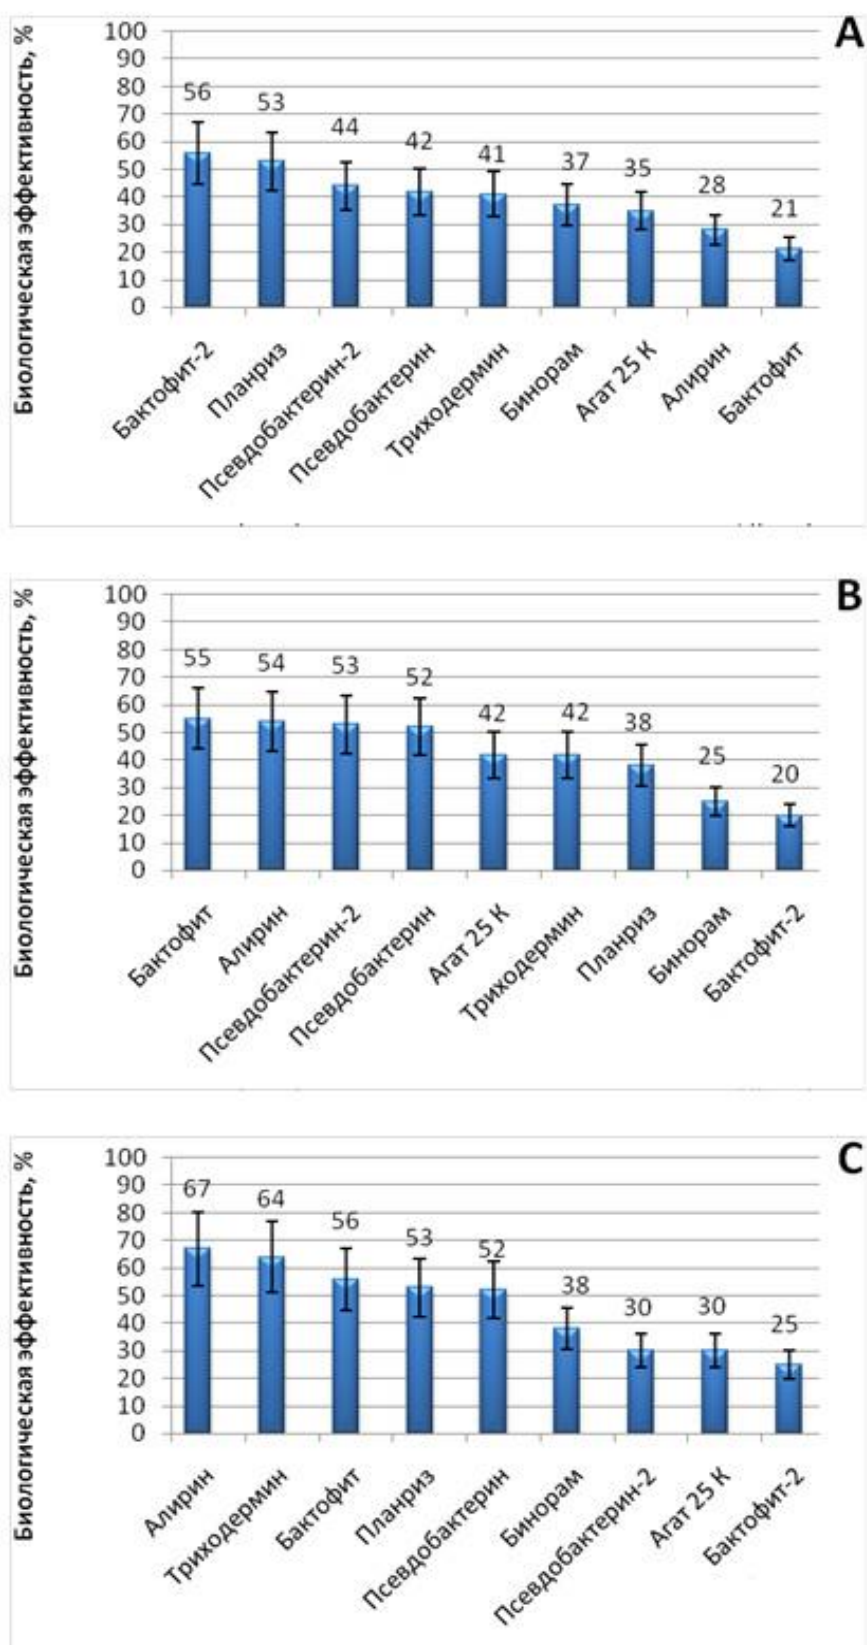 A
Биологическая эффективность, %
100
90
80
70
60
50
40
30
20
10
0
56
53
44
42
41
37
35
28
21
Бактофит-2
Планриз
Псевдобактерин-2
Псевдобактерин
Триходермин
Бинорам
Агат 25 К
Алирин
Бактофит
B
Биологическая эффективность, %
100
90
80
70
60
50
40
30
20
10
0
55
54
53
52
42
42
38
25
20
Бактофит
Алирин
Псевдобактерин-2
Псевдобактерин
Агат 25 К
Триходермин
Планриз
Бинорам
Бактофит-2
C
Биологическая эффективность, %
100
90
80
70
60
50
40
30
20
10
0
67
64
56
53
52
38
30
30
25
Алирин
Триходермин
Бактофит
Планриз
Псевдобактерин
Бинорам
Псевдобактерин-2
Агат 25 К
Бактофит-2